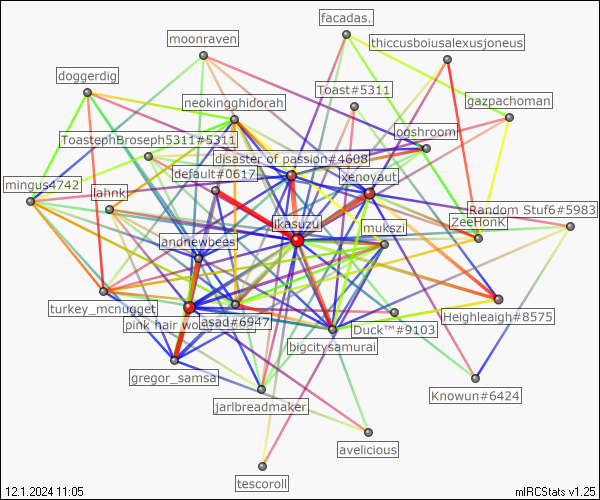 facadas.
moonraven
thiccusboiusalexusjoneus
doggerdig
Toast#5311
gazpachoman
neokingghidorah
ooshroom
ToastephBroseph5311#5311
disaster of passion#4608
default#0617
xenoyaut
mingus4742
lahnk
Random Stuf6#5983
ikasuzu
mukszii
ZeeHonK
andnewbees
turkey_mcnugget
pink hair wo
asad#6947
Duck™#9103
Heighleaigh#8575
bigcitysamurai
gregor_samsa
Knowun#6424
jarlbreadmaker
avelicious
tescoroll
12.1.2024 11:05
mIRCStats v1.25